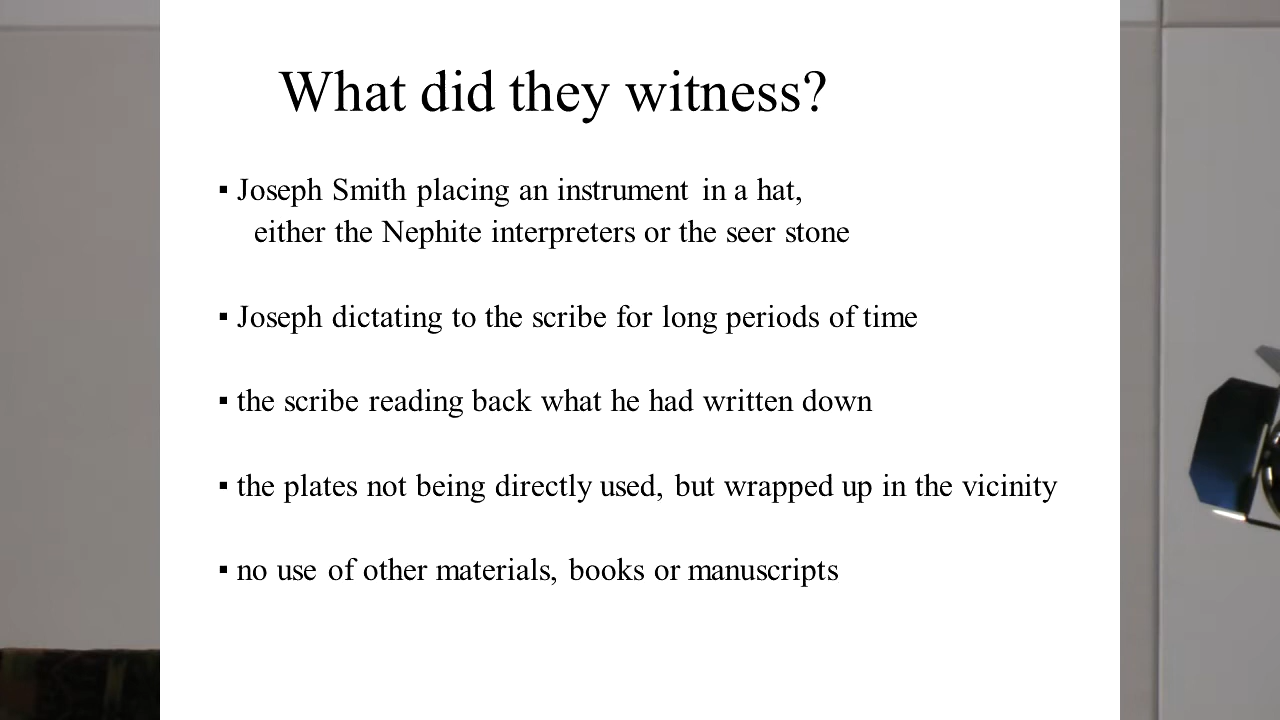 What did they witness?
▪ Joseph Smith placing an instrument in a hat,
either the Nephite interpreters or the seer stone
▪ Joseph dictating to the scribe for long periods of time
▪ the scribe reading back what he had written down
▪ the plates not being directly used, but wrapped up in the vicinity
▪ no use of other materials, books or manuscripts